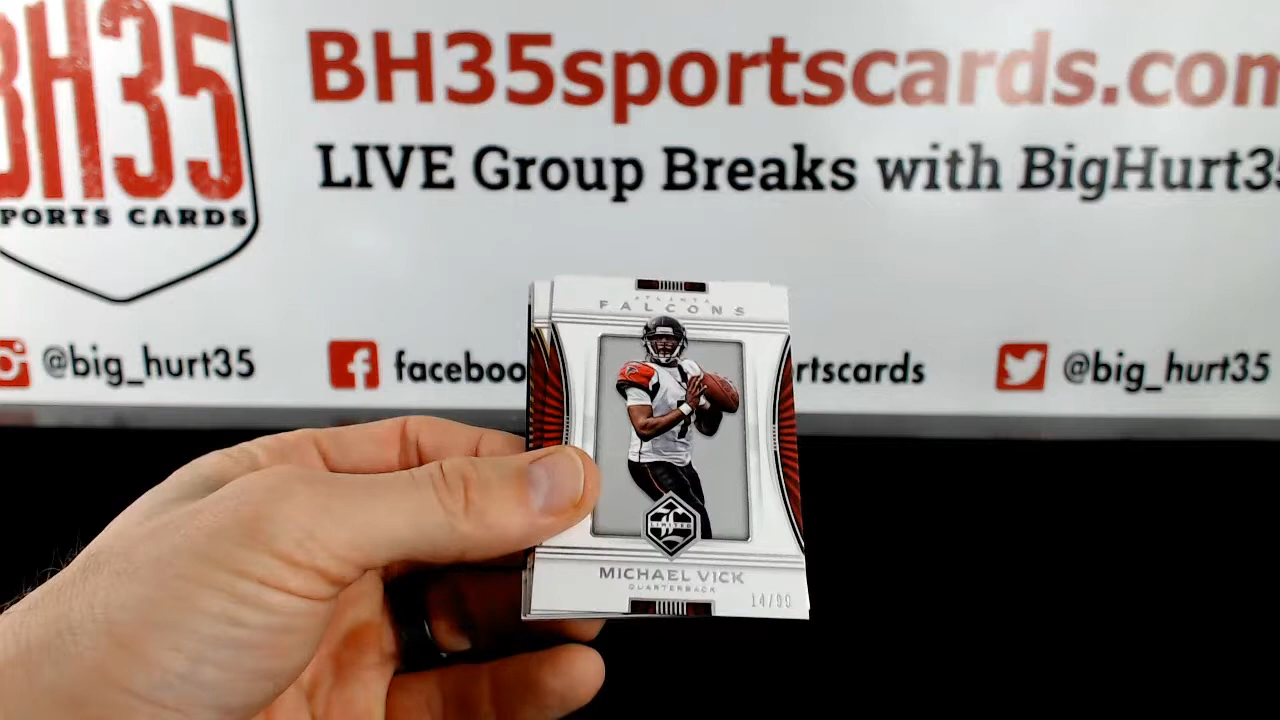 BH35
PORTS CARDS
BH35sportscards.com
LIVE Group Breaks with BigHurt35
@big_hurt35
faceboo
rtscards
@big_hurt35
ATLANTA
FALCONS
LIMITED
MICHAEL VICK
QUARTERBACK
14/99